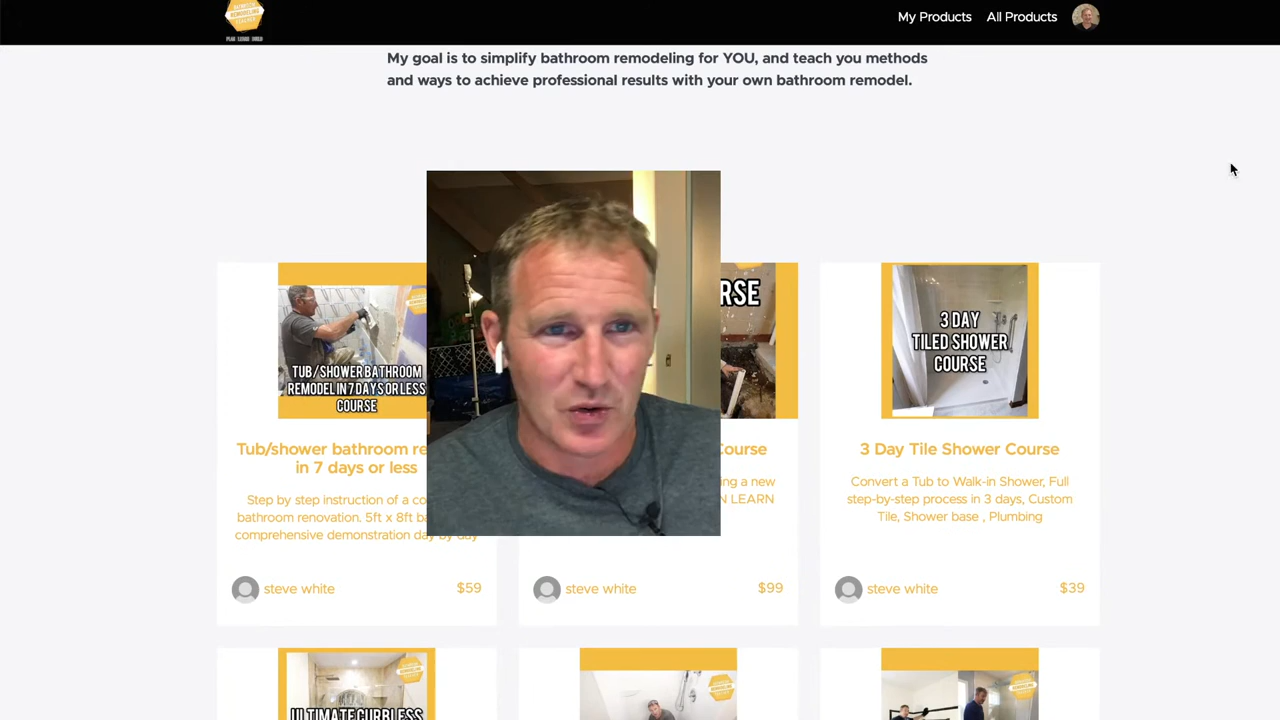 My Products
All Products
My goal is to simplify bathroom remodeling for YOU, and teach you methods
and ways to achieve professional results with your own bathroom remodel.
TUB / SHOWER BATHROOM
REMODEL IN 7 DAYS OR LESS
COURSE
Tub/shower bathroom re
in 7 days or less
Step by step instruction of a co
bathroom renovation. 5ft x 8ft ba
comprehensive demonstration day by day
steve white
$59
RSE
Course
ng a new
N LEARN
steve white
$99
3 DAY
TILED SHOWER
COURSE
3 Day Tile Shower Course
Convert a Tub to Walk-in Shower, Full
step-by-step process in 3 days, Custom
Tile, Shower base , Plumbing
steve white
$39
ULTIMATE CURBLESS